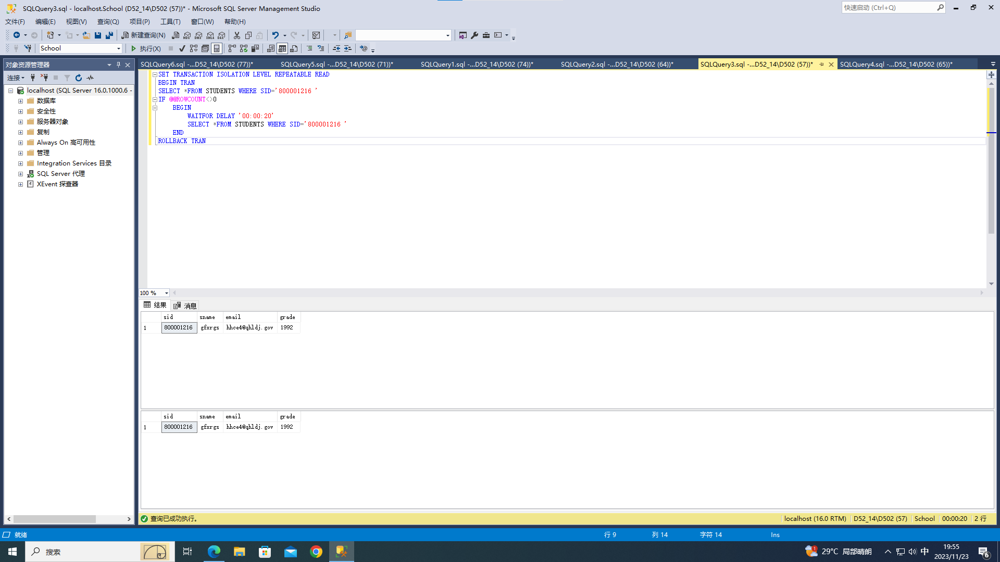 SQLQuery3.sql - localhost.School (D52_14\D502 (57))* - Microsoft SQL Server Management Studio
快速启动 (Ctrl+Q)
文件(F) 编辑(E) 视图(V) 查询(Q) 项目(P) 工具(T) 窗口(W) 帮助(H)
新建查询(N)
MDX DMX XMLA DAX
School
执行(X)
对象资源管理器
连接
localhost (SQL Server 16.0.1000.6 -
数据库
安全性
服务器对象
复制
Always On 高可用性
管理
Integration Services 目录
SQL Server 代理
XEvent 探查器
SQLQuery6.sql -...D52_14\D502 (77))*
SQLQuery5.sql -...D52_14\D502 (71))*
SQLQuery1.sql -...D52_14\D502 (74))*
SQLQuery2.sql -...D52_14\D502 (64))*
SQLQuery3.sql -...D52_14\D502 (57))*
SQLQuery4.sql -...D52_14\D502 (65))*
SET TRANSACTION ISOLATION LEVEL REPEATABLE READ
BEGIN TRAN
SELECT *FROM STUDENTS WHERE SID='800001216 '
IF @@ROWCOUNT<>0
BEGIN
WAITFOR DELAY '00:00:20'
SELECT *FROM STUDENTS WHERE SID='800001216 '
END
ROLLBACK TRAN
100 %
结果 消息
sid sname email grade
1 800001216 gfxrgs hhce4@qhldj.gov 1992
sid sname email grade
1 800001216 gfxrgs hhce4@qhldj.gov 1992
查询已成功执行。
localhost (16.0 RTM) D52_14\D502 (57) School 00:00:20 2 行
就绪
行 9 列 14 字符 14 Ins
搜索
1
29°C 局部晴朗
中
19:55
2023/11/23
6